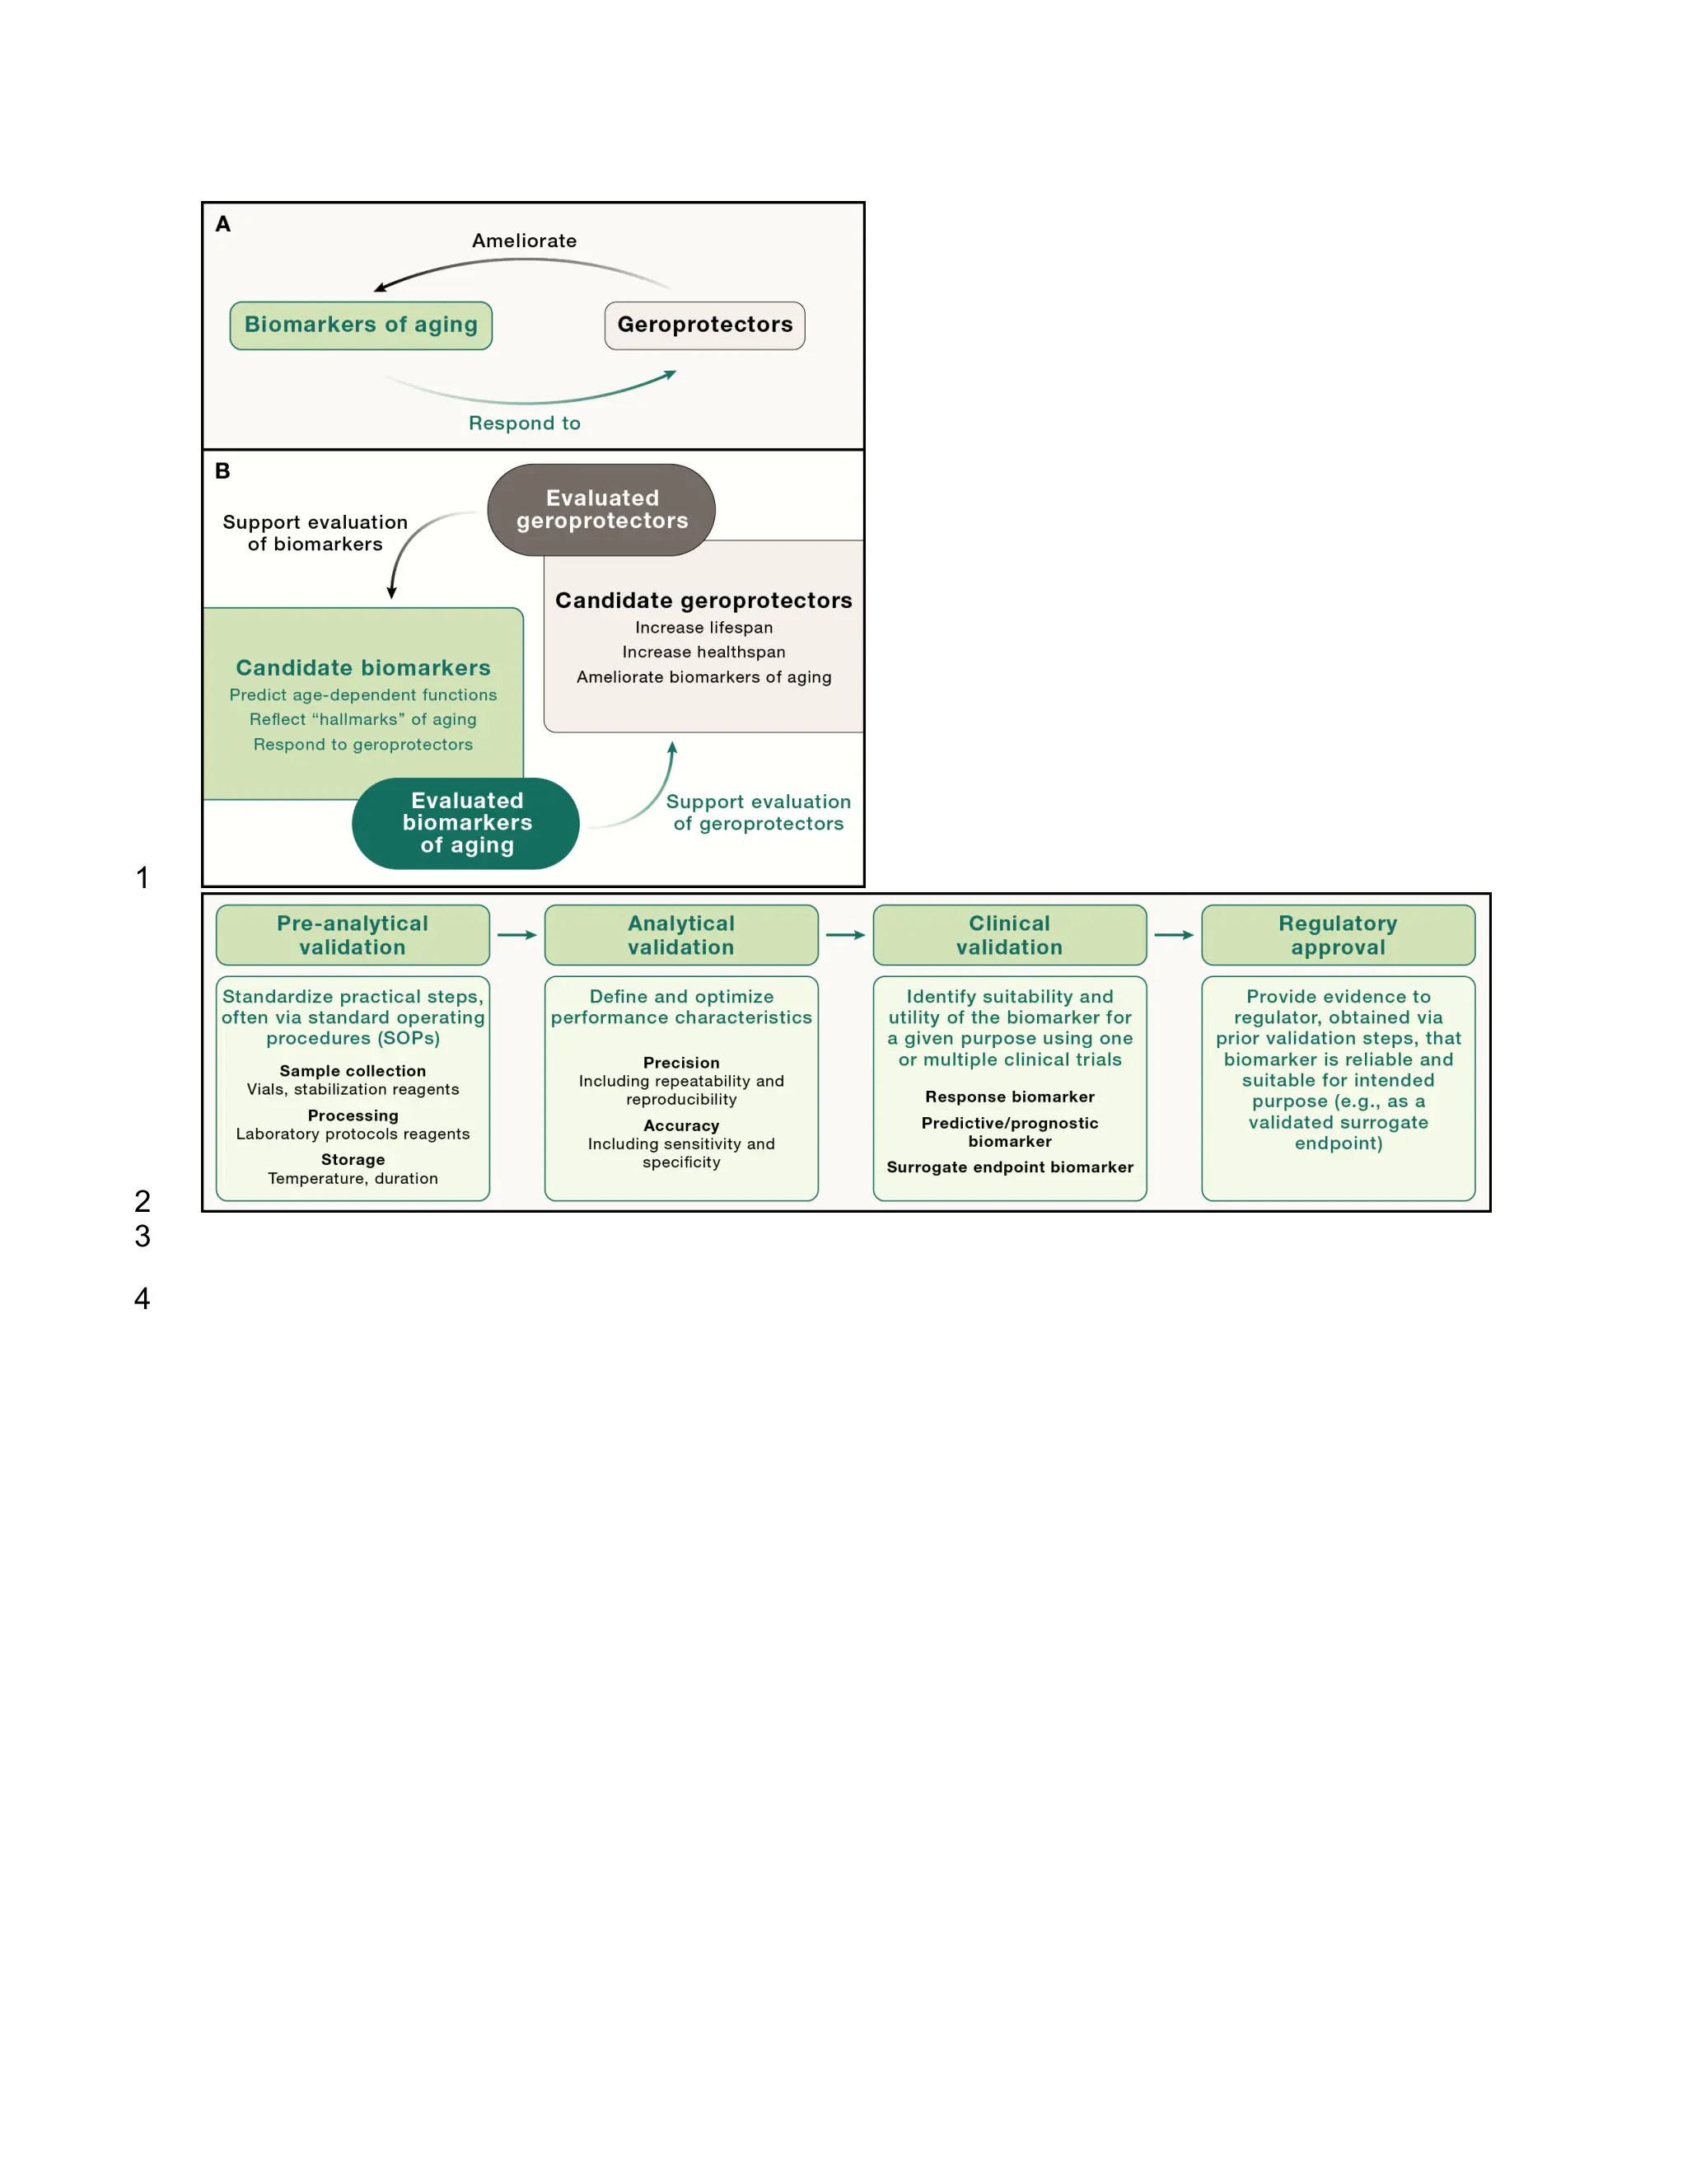 A
Ameliorate
Biomarkers of aging
Geroprotectors
Respond to
B
Evaluated
geroprotectors
Support evaluation
of biomarkers
Candidate geroprotectors
Increase lifespan
Increase healthspan
Ameliorate biomarkers of aging
Candidate biomarkers
Predict age-dependent functions
Reflect “hallmarks” of aging
Respond to geroprotectors
Evaluated
biomarkers
of aging
Support evaluation
of geroprotectors
1
Pre-analytical
validation
Standardize practical steps,
often via standard operating
procedures (SOPs)
Sample collection
Vials, stabilization reagents
Processing
Laboratory protocols reagents
Storage
Temperature, duration
Analytical
validation
Define and optimize
performance characteristics
Precision
Including repeatability and
reproducibility
Accuracy
Including sensitivity and
specificity
Clinical
validation
Identify suitability and
utility of the biomarker for
a given purpose using one
or multiple clinical trials
Response biomarker
Predictive/prognostic
biomarker
Surrogate endpoint biomarker
Regulatory
approval
Provide evidence to
regulator, obtained via
prior validation steps, that
biomarker is reliable and
suitable for intended
purpose (e.g., as a
validated surrogate
endpoint)
2
3
4